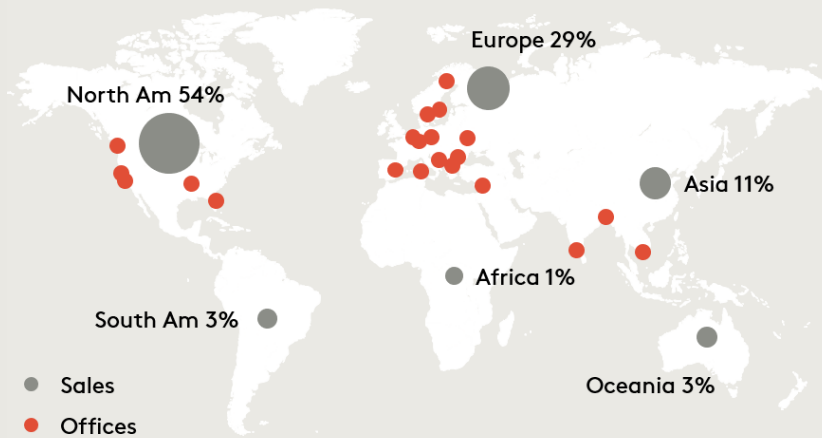 Europe 29%
North Am 54%
Asia 11%
Africa 1%
South Am 3%
Oceania 3%
Sales
Offices